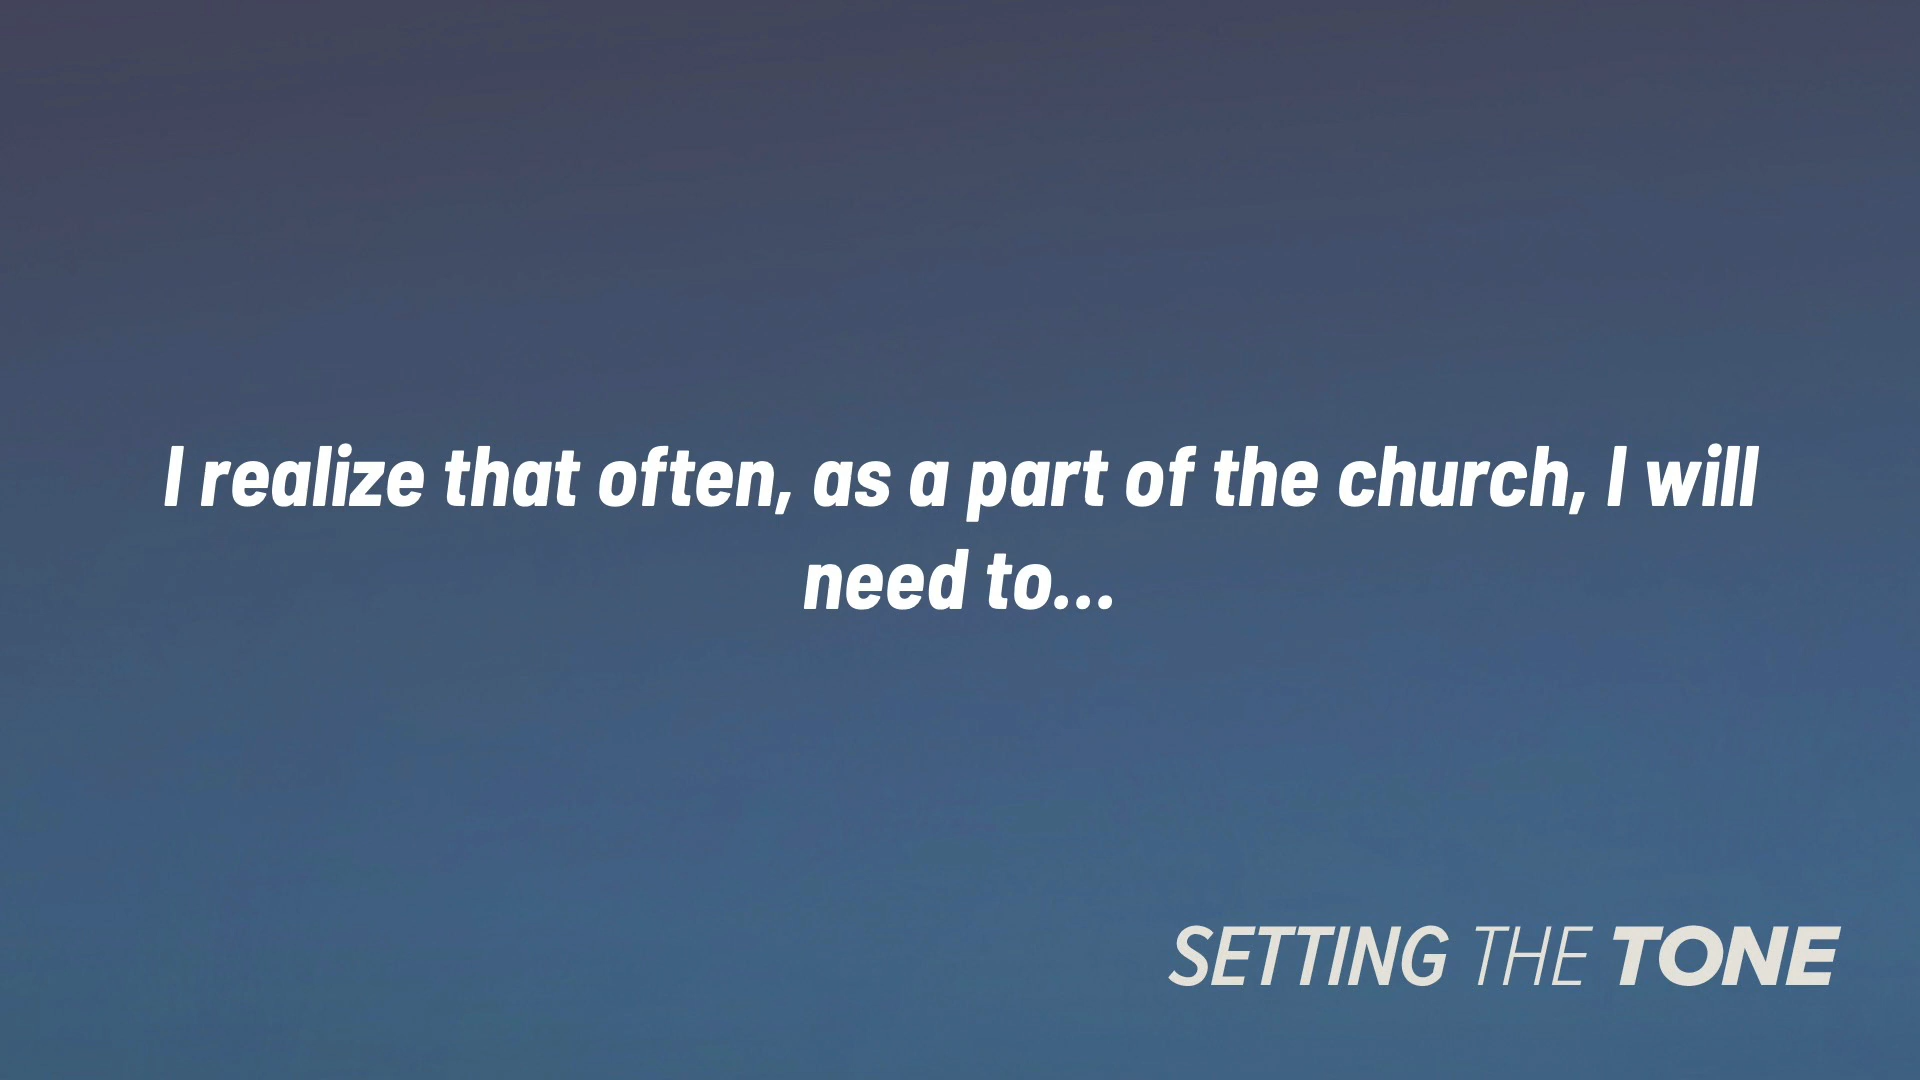 I realize that often, as a part of the church, I will
need to...
SETTING THE TONE